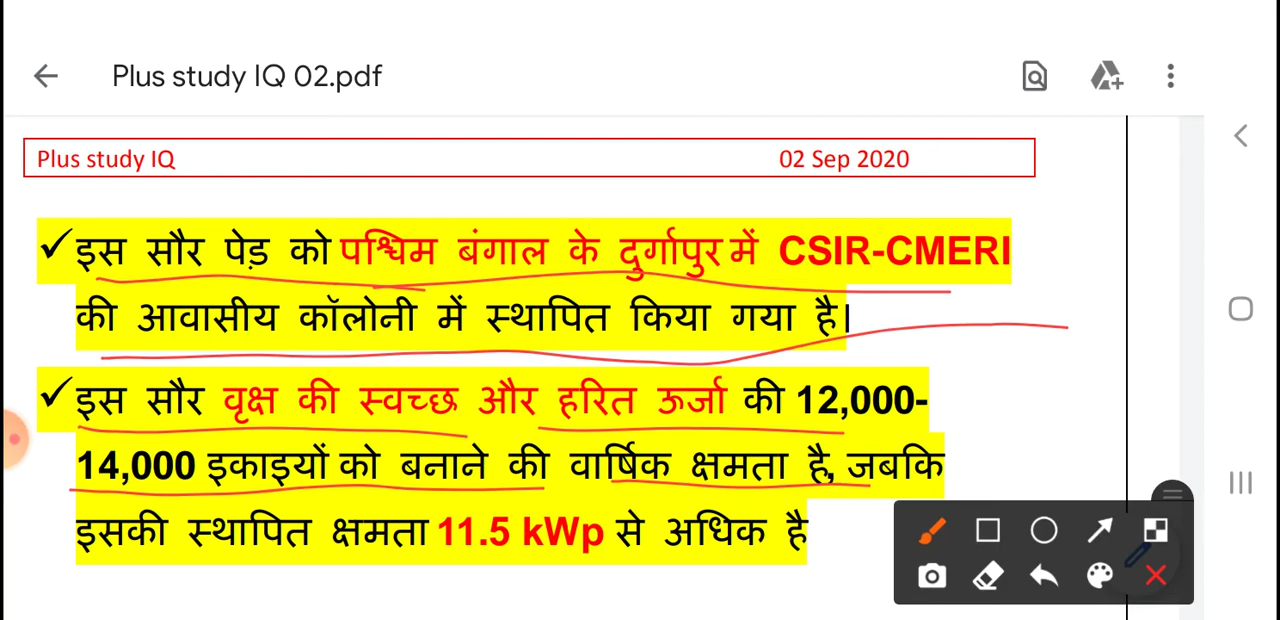 Plus study IQ 02.pdf
Plus study IQ 02 Sep 2020
✓इस सौर पेड़ को पश्चिम बंगाल के दुर्गापुर में CSIR-CMERI
की आवासीय कॉलोनी में स्थापित किया गया है।
✓इस सौर वृक्ष की स्वच्छ और हरित ऊर्जा की 12,000-
14,000 इकाइयों को बनाने की वार्षिक क्षमता है, जबकि
इसकी स्थापित क्षमता 11.5 kWp से अधिक है